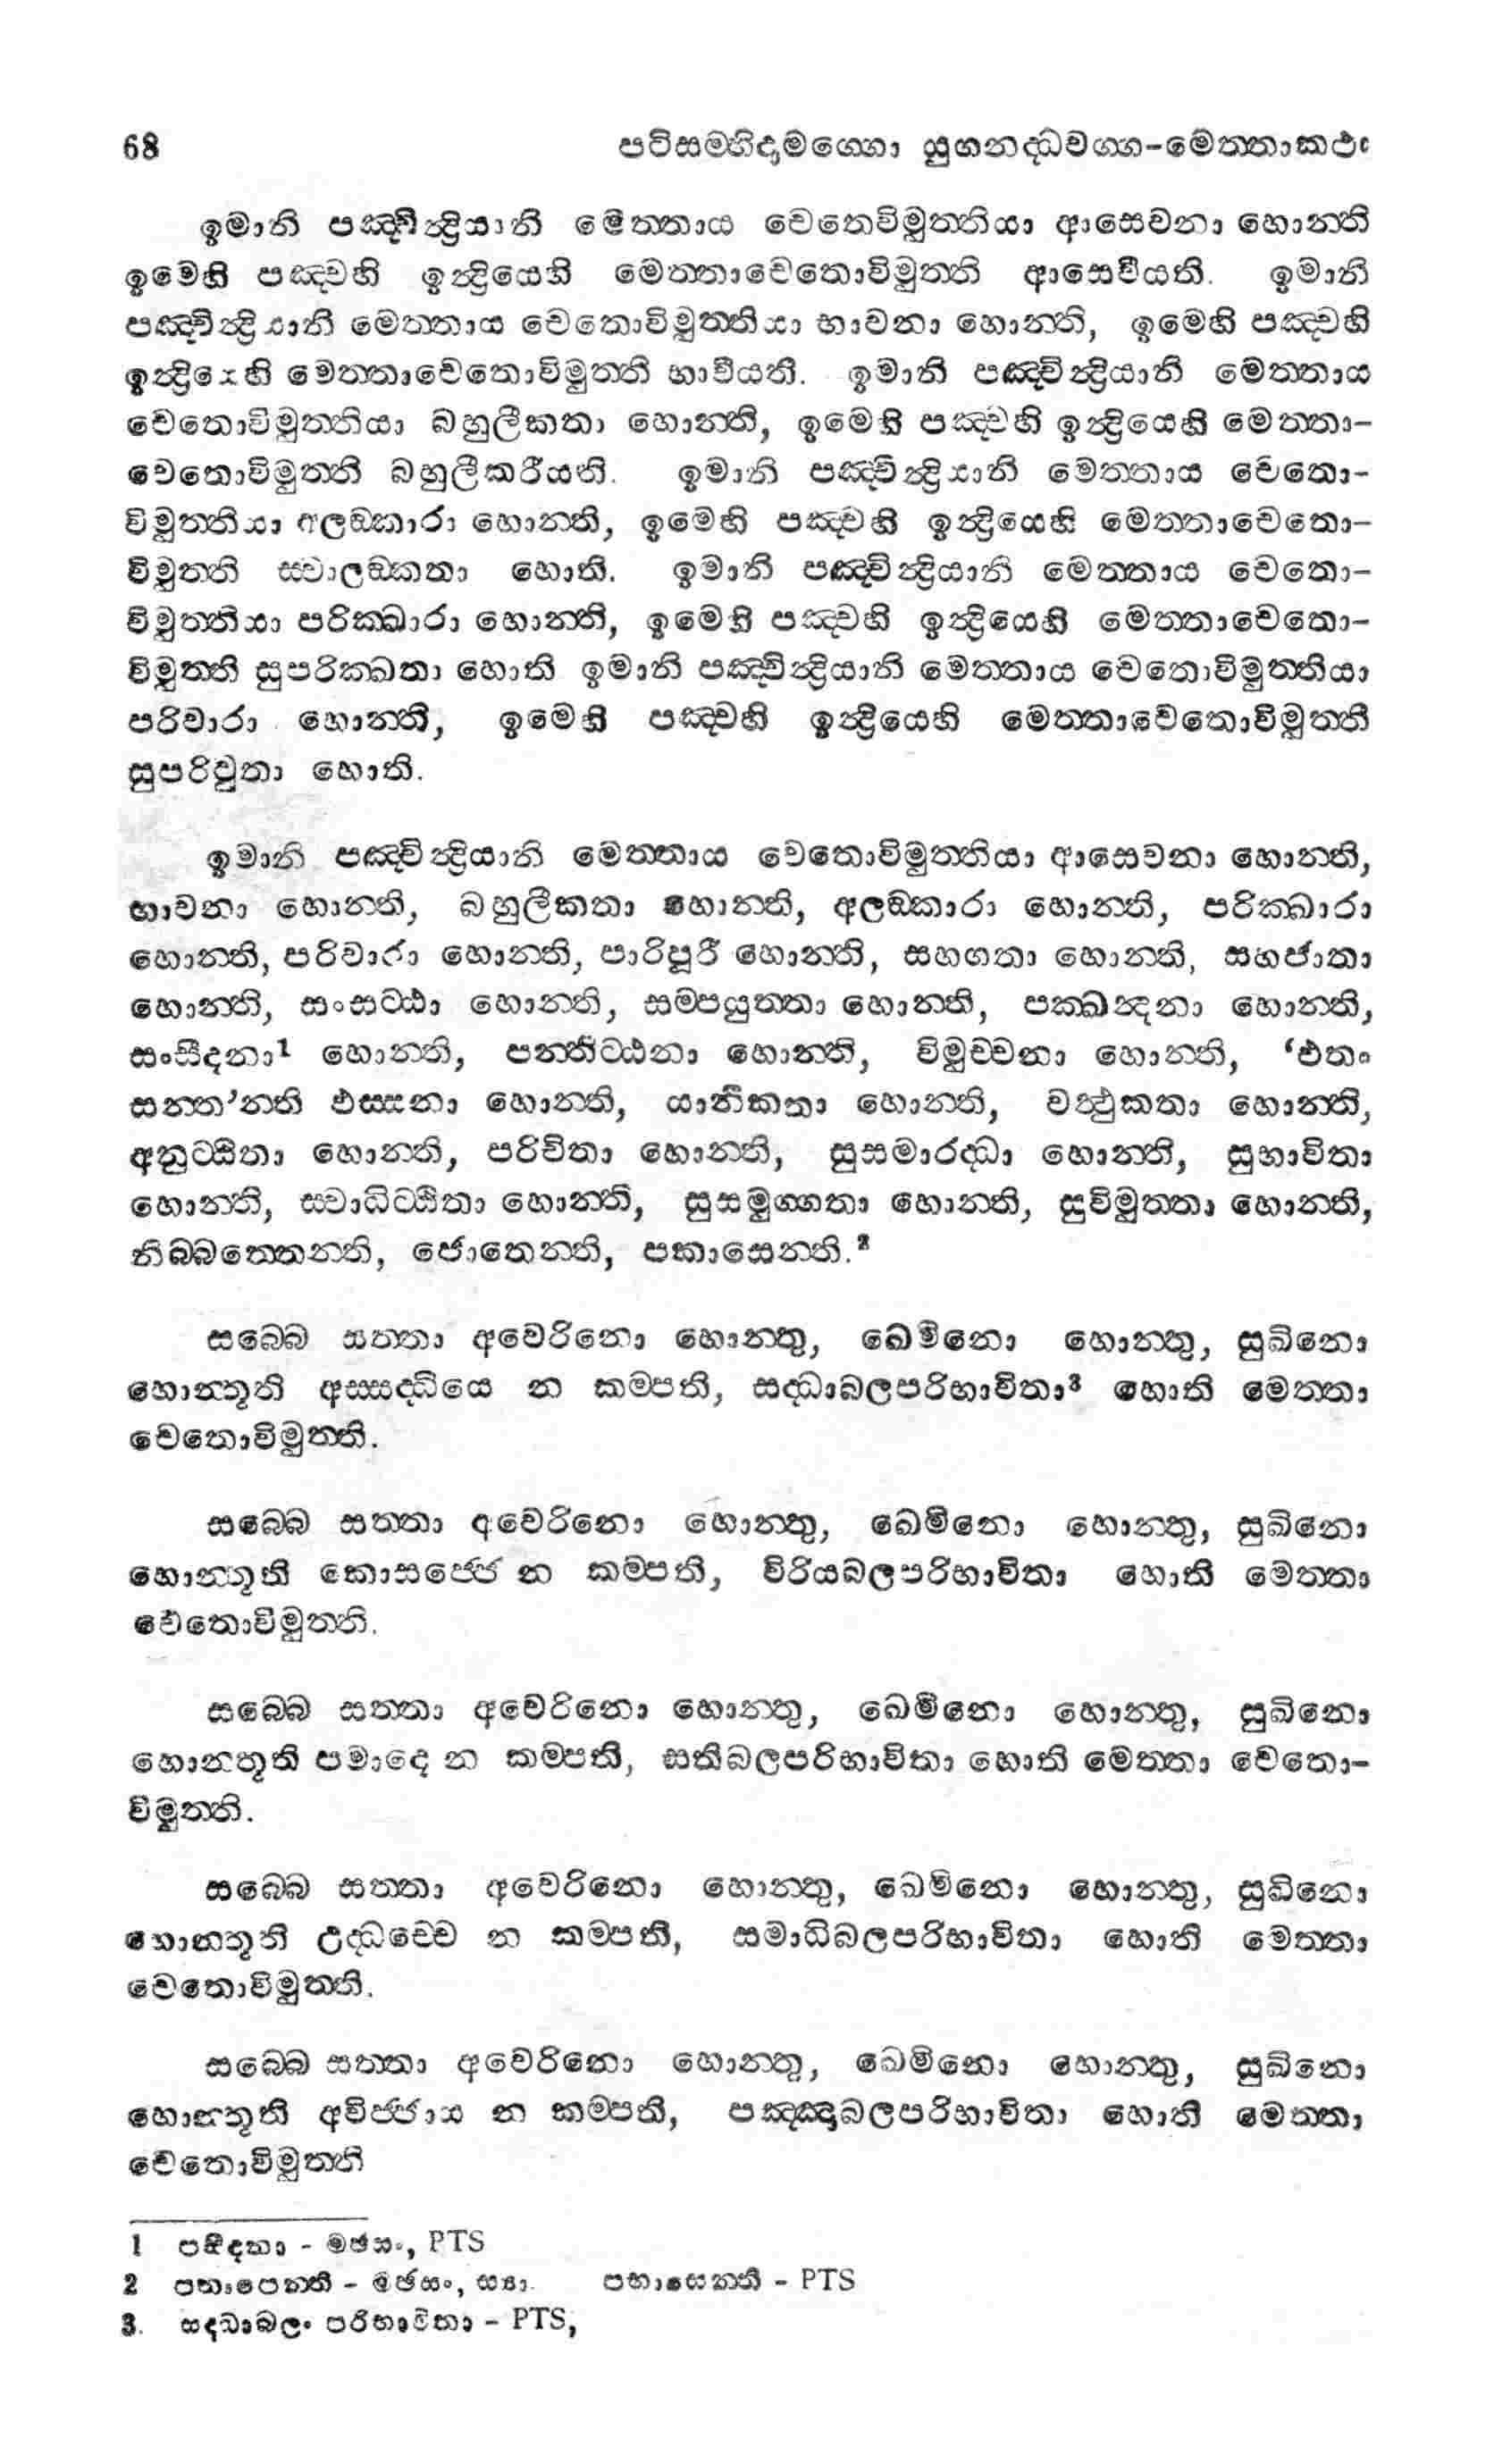 68 පටිසම්භිදාමග්ගො යුගනද්ධවග්ග-මෙත්තාකථා
ඉමානි පඤ්චින්ද්‍රියානි මෙත්තාය චෙතොවිමුත්තියා ආසෙවනා හොන්ති
ඉමෙහි පඤ්චහි ඉන්ද්‍රියෙහි මෙත්තාචෙතොවිමුත්ති ආසෙවීයති. ඉමානි
පඤ්චින්ද්‍රියානි මෙත්තාය චෙතොවිමුත්තියා භාවනා හොන්ති, ඉමෙහි පඤ්චහි
ඉන්ද්‍රියෙහි මෙත්තාචෙතොවිමුත්ති භාවීයති. ඉමානි පඤ්චින්ද්‍රියානි මෙත්තාය
චෙතොවිමුත්තියා බහුලීකතා හොන්ති, ඉමෙහි පඤ්චහි ඉන්ද්‍රියෙහි මෙත්තා-
චෙතොවිමුත්ති බහුලීකරීයති. ඉමානි පඤ්චින්ද්‍රියානි මෙත්තාය චෙතො-
විමුත්තියා අලඞ්කාරා හොන්ති, ඉමෙහි පඤ්චහි ඉන්ද්‍රියෙහි මෙත්තාචෙතො-
විමුත්ති ස්වාලඞ්කතා හොති. ඉමානි පඤ්චින්ද්‍රියානි මෙත්තාය චෙතො-
විමුත්තියා පරික්ඛාරා හොන්ති, ඉමෙහි පඤ්චහි ඉන්ද්‍රියෙහි මෙත්තාචෙතො-
විමුත්ති සුපරික්ඛතා හොති ඉමානි පඤ්චින්ද්‍රියානි මෙත්තාය චෙතොවිමුත්තියා
පරිවාරා හොන්ති, ඉමෙහි පඤ්චහි ඉන්ද්‍රියෙහි මෙත්තාචෙතොවිමුත්ති
සුපරිවුතා හොති.
ඉමානි පඤ්චින්ද්‍රියානි මෙත්තාය චෙතොවිමුත්තියා ආසෙවනා හොන්ති,
භාවනා හොන්ති, බහුලීකතා හොන්ති, අලඞ්කාරා හොන්ති, පරික්ඛාරා
හොන්ති, පරිවාරා හොන්ති, පාරිපූරී හොන්ති, සහගතා හොන්ති, සහජාතා
හොන්ති, සංසට්ඨා හොන්ති, සම්පයුත්තා හොන්ති, පක්ඛන්දනා හොන්ති,
සංසීදනා1 හොන්ති, පන්තිට්ඨනා හොන්ති, විමුච්චනා හොන්ති, ‘එතං
සන්ත’න්ති ඵස්සනා හොන්ති, යානීකතා හොන්ති, වත්ථුකතා හොන්ති,
අනුට්ඨිතා හොන්ති, පරිචිතා හොන්ති, සුසමාරද්ධා හොන්ති, සුභාවිතා
හොන්ති, ස්වාධිට්ඨිතා හොන්ති, සුසමුග්ගතා හොන්ති, සුවිමුත්තා හොන්ති,
නිබ්බත්තෙන්ති, ජොතෙන්ති, පකාසෙන්ති.2
සබ්බෙ සත්තා අවෙරිනො හොන්තු, ඛෙමිනො හොන්තු, සුඛිනො
හොන්තූති අස්සද්ධියෙ න කම්පති, සද්ධාබලපරිභාවිතා3 හොති මෙත්තා
චෙතොවිමුත්ති.
සබ්බෙ සත්තා අවෙරිනො හොන්තු, ඛෙමිනො හොන්තු, සුඛිනො
හොන්තූති කොසජ්ජෙ න කම්පති, විරියබලපරිභාවිතා හොති මෙත්තා
චෙතොවිමුත්ති.
සබ්බෙ සත්තා අවෙරිනො හොන්තු, ඛෙමිනො හොන්තු, සුඛිනො
හොන්තූති පමාදෙ න කම්පති, සතිබලපරිභාවිතා හොති මෙත්තා චෙතො-
විමුත්ති.
සබ්බෙ සත්තා අවෙරිනො හොන්තු, ඛෙමිනො හොන්තු, සුඛිනො
හොන්තූති උද්ධච්චෙ න කම්පති, සමාධිබලපරිභාවිතා හොති මෙත්තා
චෙතොවිමුත්ති.
සබ්බෙ සත්තා අවෙරිනො හොන්තු, ඛෙමිනො හොන්තු, සුඛිනො
හොන්තූති අවිජ්ජාය න කම්පති, පඤ්ඤාබලපරිභාවිතා හොති මෙත්තා
චෙතොවිමුත්ති
1 පසීදනා - මඡසං, PTS
2 පතාපෙන්ති - මඡසං, ස්‍යා. පභාසෙන්ති - PTS
3. සද්ධාබලං පරිභාවිතා - PTS,